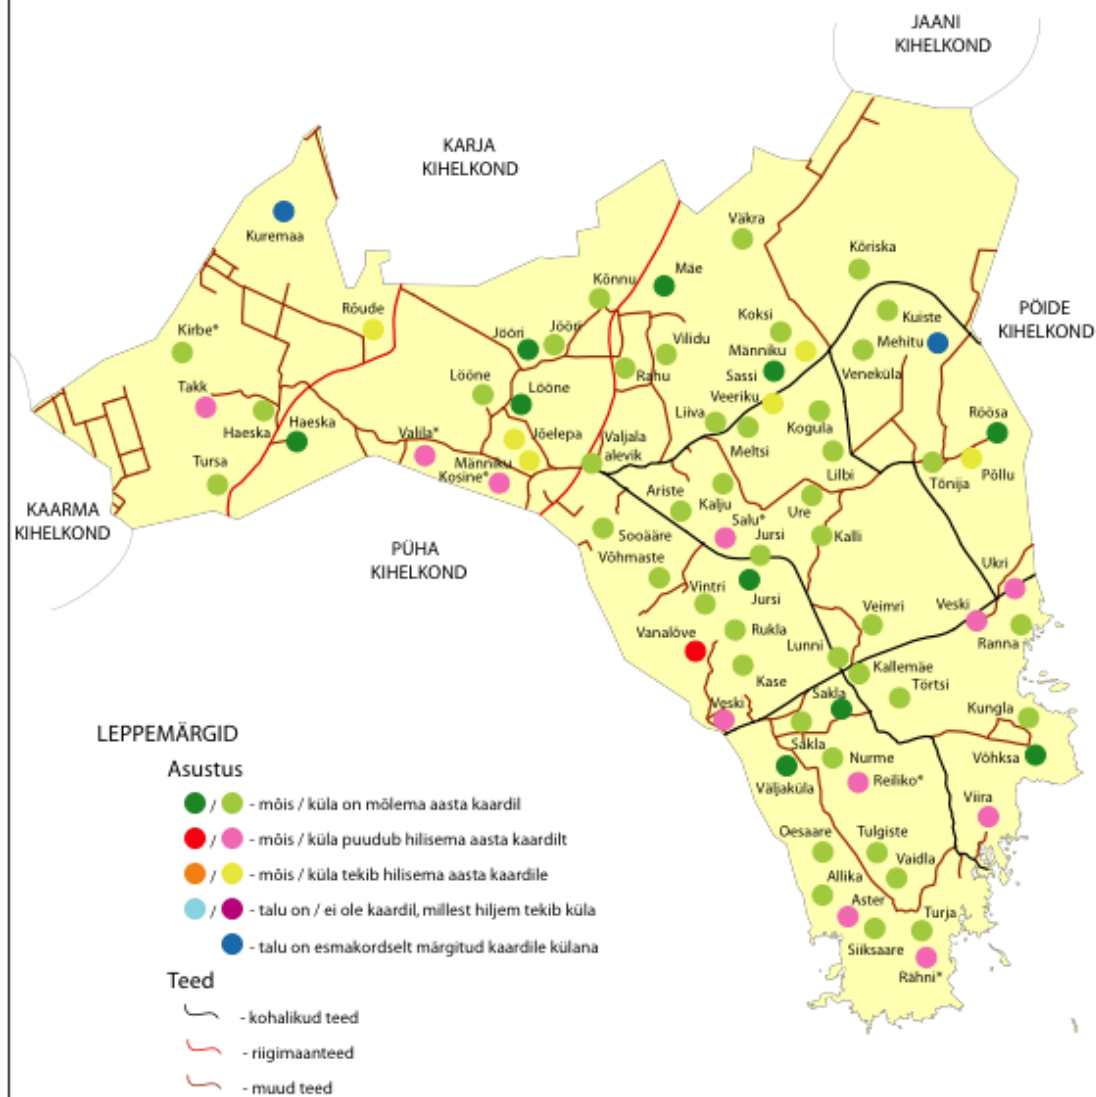 JAANI
KIHELKOND
KARJA
KIHELKOND
Väkra
Kuremaa
Kõriska
Mäe
Kõnnu
Rõude
PÖIDE
KIHELKOND
Koksi
Kuiste
Kirbe*
Jööri
Jööri
Vilidu
Männiku
Mehitu
Veneküla
Sassi
Rahu
Takk
Lööne
Lööne
Veeriku
Liiva
Röösa
Haeska
Haeska
Valila*
Jõelepa
Valjala
alevik
Kogula
Meltsi
Männiku
Kosine*
Tursa
Lilbi
Tõnija
Põllu
Ariste
Kalju
Ure
KAARMA
KIHELKOND
Salu*
Sooääre
Jursi
Kalli
PÜHA
KIHELKOND
Võhmaste
Ukri
Vintri
Jursi
Veimri
Veski
Vanalõve
Rukla
Lunni
Ranna
Kallemäe
Kase
Törtsi
Veski
Sakla
Kungla
Sakla
Nurme
Võhksa
Reiliko*
Väljaküla
Viira
Oesaare
Tulgiste
Vaidla
Allika
Aster
Turja
Siiksaare
Rähni*
LEPPEMÄRGID
Asustus
/ - mõis / küla on mõlema aasta kaardil
/ - mõis / küla puudub hilisema aasta kaardilt
/ - mõis / küla tekib hilisema aasta kaardile
/ - talu on / ei ole kaardil, millest hiljem tekib küla
- talu on esmakordselt märgitud kaardile külana
Teed
- kohalikud teed
- riigimaanteed
- muud teed